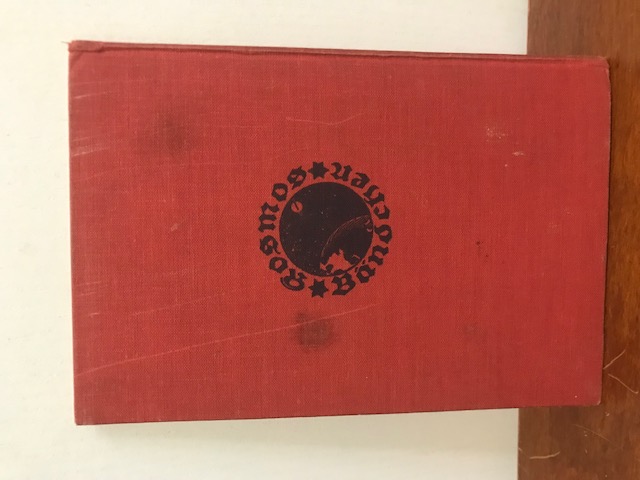 Kosmos ★ Bändchen ★